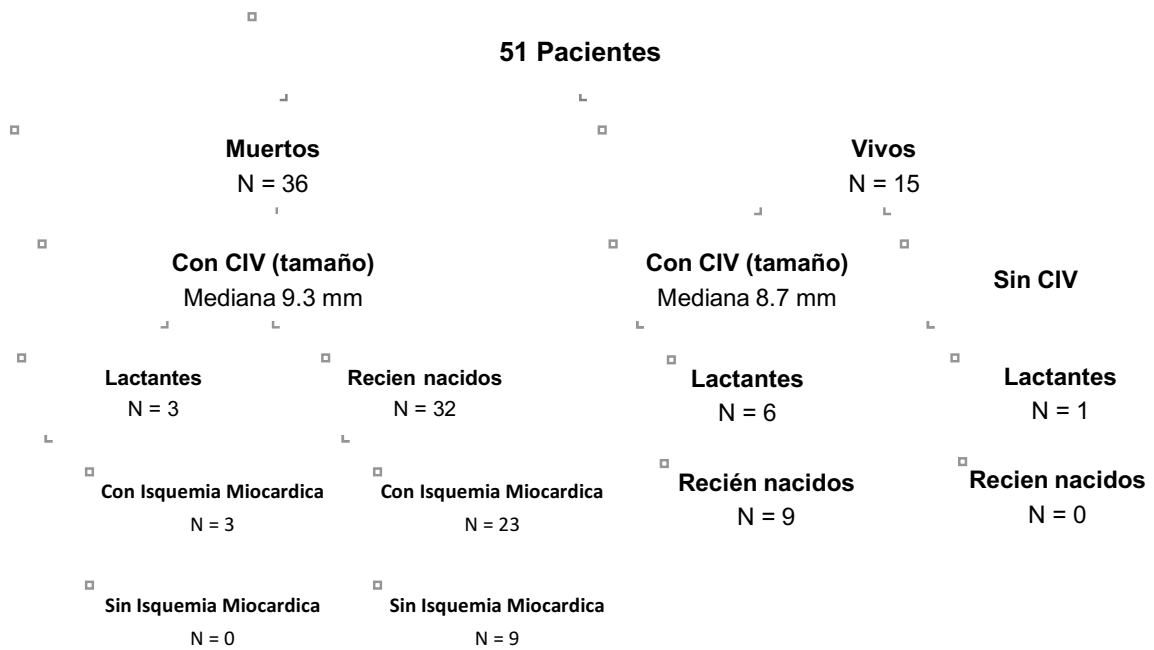 51 Pacientes
Muertos
N = 36
Vivos
N = 15
Con CIV (tamaño)
Mediana 9.3 mm
Con CIV (tamaño)
Mediana 8.7 mm
Sin CIV
Lactantes
N = 3
Recien nacidos
N = 32
Lactantes
N = 6
Lactantes
N = 1
Con Isquemia Miocardica
N = 3
Con Isquemia Miocardica
N = 23
Recién nacidos
N = 9
Recien nacidos
N = 0
Sin Isquemia Miocardica
N = 0
Sin Isquemia Miocardica
N = 9